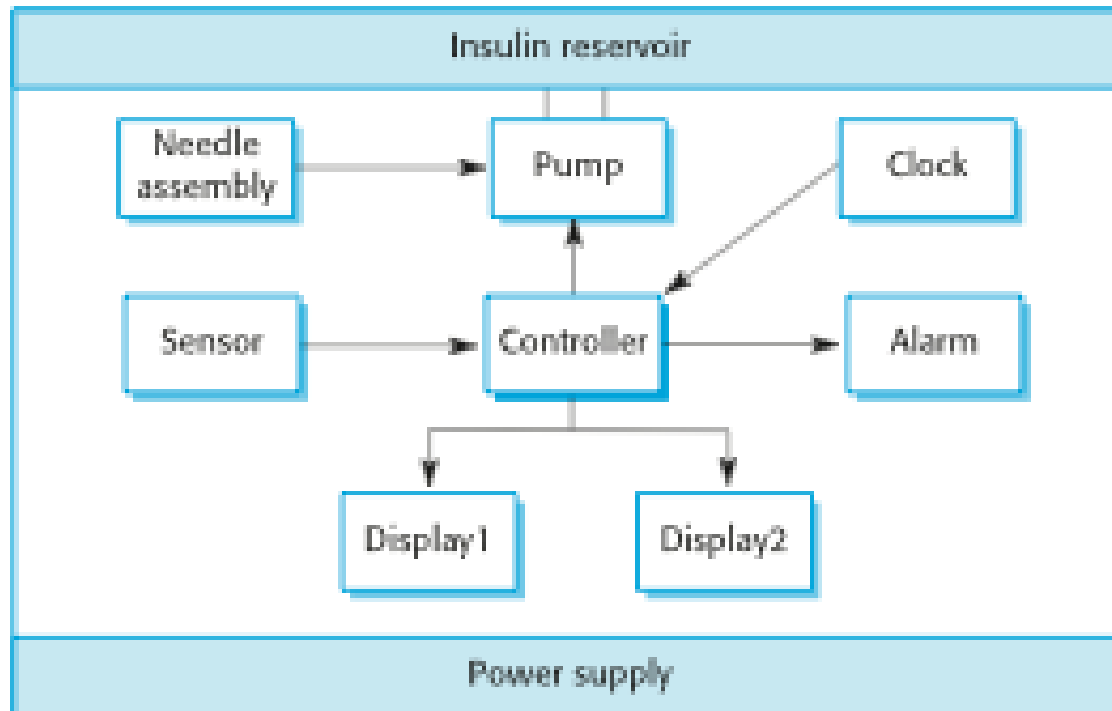 Insulin reservoir
Needle
assembly
Pump
Clock
Sensor
Controller
Alarm
Display1
Display2
Power supply